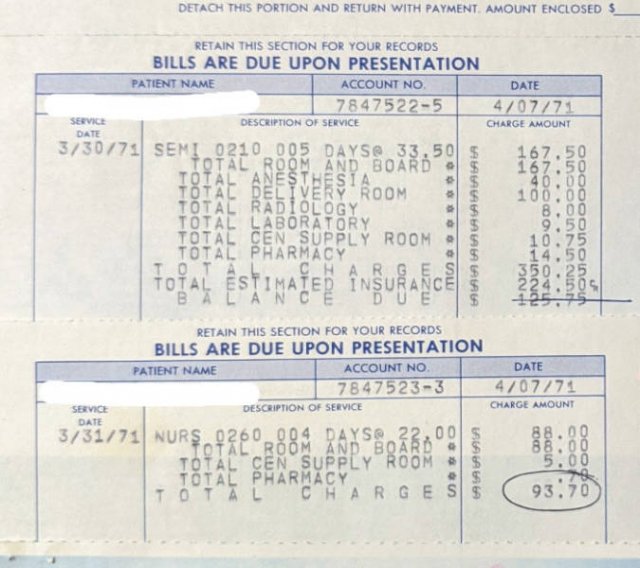 DETACH THIS PORTION AND RETURN WITH PAYMENT. AMOUNT ENCLOSED $
RETAIN THIS SECTION FOR YOUR RECORDS
BILLS ARE DUE UPON PRESENTATION
PATIENT NAME ACCOUNT NO. DATE
7847522-5 4/07/71
SERVICE DATE DESCRIPTION OF SERVICE CHARGE AMOUNT
3/30/71 SEMI 0210 005 DAYS@ 33.50 $ 167.50
TOTAL ROOM AND BOARD * $ 167.50
TOTAL ANESTHESIA * $ 40.00
TOTAL DELIVERY ROOM * $ 100.00
TOTAL RADIOLOGY * $ 8.00
TOTAL LABORATORY * $ 9.50
TOTAL CEN SUPPLY ROOM * $ 10.75
TOTAL PHARMACY * $ 14.50
TOTAL CHARGES $ 350.25
TOTAL ESTIMATED INSURANCE $ 224.50
BALANCE DUE $ 125.75
RETAIN THIS SECTION FOR YOUR RECORDS
BILLS ARE DUE UPON PRESENTATION
PATIENT NAME ACCOUNT NO. DATE
7847523-3 4/07/71
SERVICE DATE DESCRIPTION OF SERVICE CHARGE AMOUNT
3/31/71 NURS 0260 004 DAYS@ 22.00 $ 88.00
TOTAL ROOM AND BOARD * $ 88.00
TOTAL CEN SUPPLY ROOM * $ 5.00
TOTAL PHARMACY * $ .70
TOTAL CHARGES $ 93.70